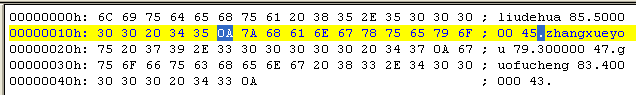 00000000h: 6C 69 75 64 65 68 75 61 20 38 35 2E 35 30 30 30 ; liudehua 85.5000
00000010h: 30 30 20 34 35 0A 7A 68 61 6E 67 78 75 65 79 6F ; 00 45.zhangxueyo
00000020h: 75 20 37 39 2E 33 30 30 30 30 30 20 34 37 0A 67 ; u 79.300000 47.g
00000030h: 75 6F 66 75 63 68 65 6E 67 20 38 33 2E 34 30 30 ; uofucheng 83.400
00000040h: 30 30 30 20 34 33 0A ; 000 43.